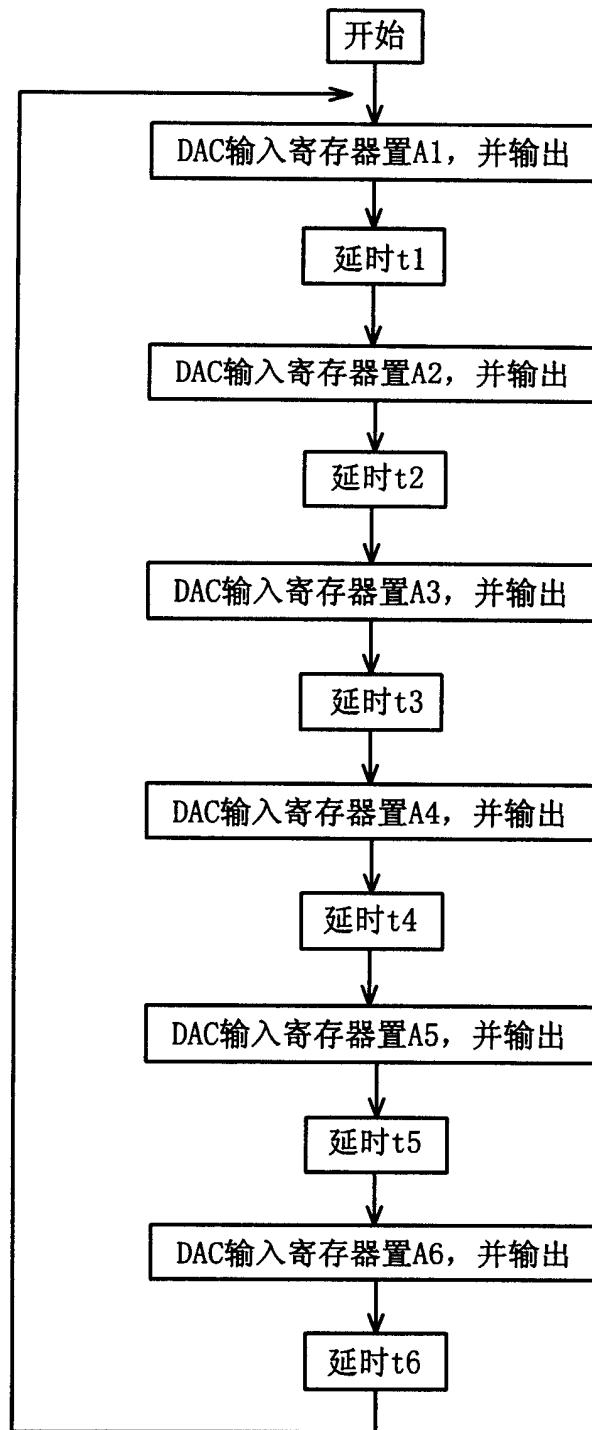 开始
DAC输入寄存器置A1，并输出
延时t1
DAC输入寄存器置A2，并输出
延时t2
DAC输入寄存器置A3，并输出
延时t3
DAC输入寄存器置A4，并输出
延时t4
DAC输入寄存器置A5，并输出
延时t5
DAC输入寄存器置A6，并输出
延时t6